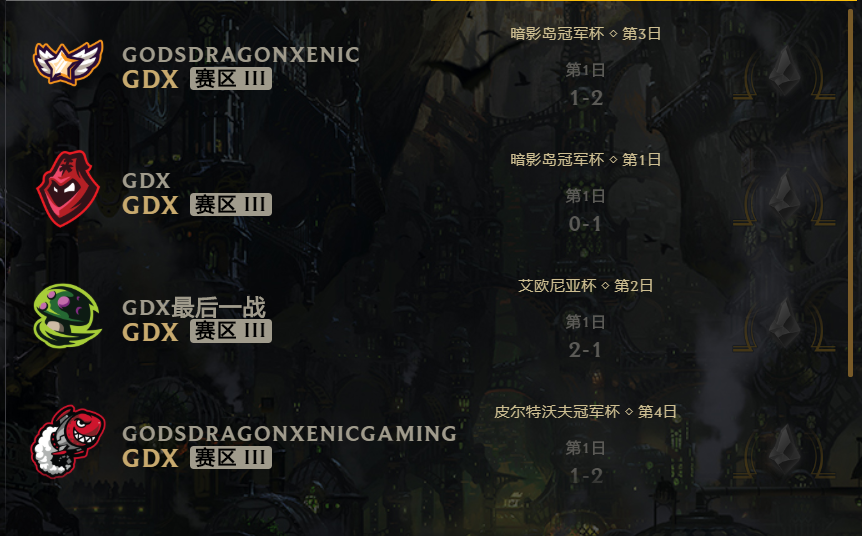 GODSDRAGONXENIC
GDX 赛区 III
暗影岛冠军杯 ⋄ 第3日
第1日
1-2
GDX
GDX 赛区 III
暗影岛冠军杯 ⋄ 第1日
第1日
0-1
GDX最后一战
GDX 赛区 III
艾欧尼亚杯 ⋄ 第2日
第1日
2-1
GODSDRAGONXENICGAMING
GDX 赛区 III
皮尔特沃夫冠军杯 ⋄ 第4日
第1日
1-2